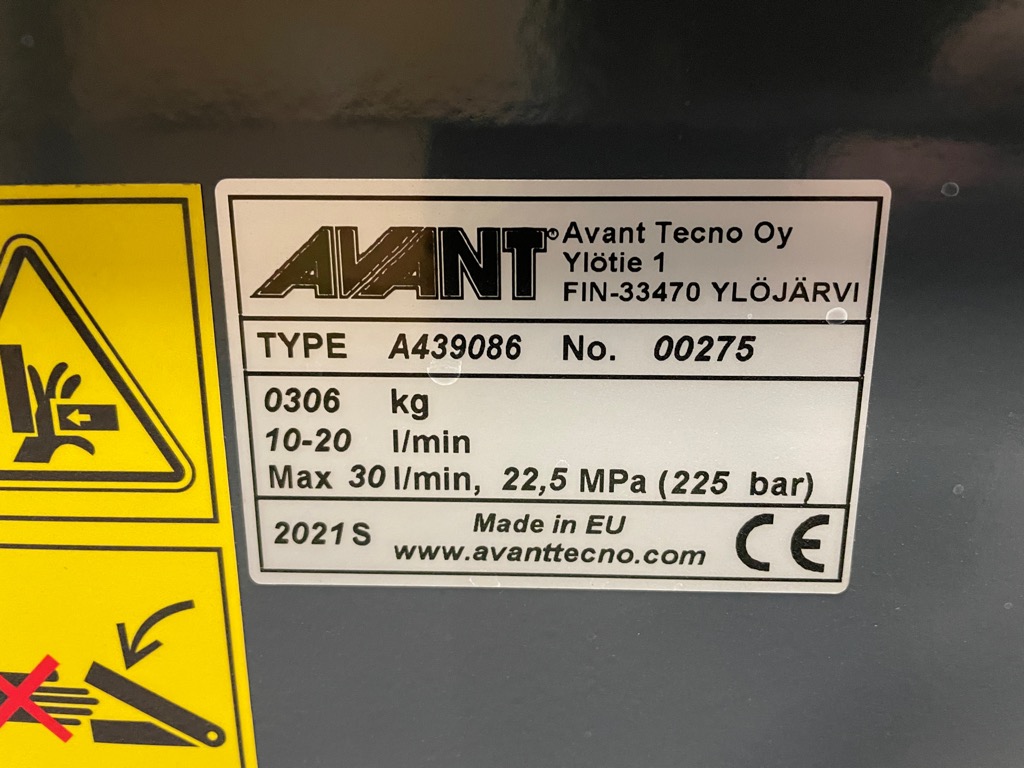 AVANT® Avant Tecno Oy
Ylötie 1
FIN-33470 YLÖJÄRVI
TYPE A439086 No. 00275
0306 kg
10-20 l/min
Max 30 l/min, 22,5 MPa (225 bar)
2021 S Made in EU
www.avanttecno.com CE